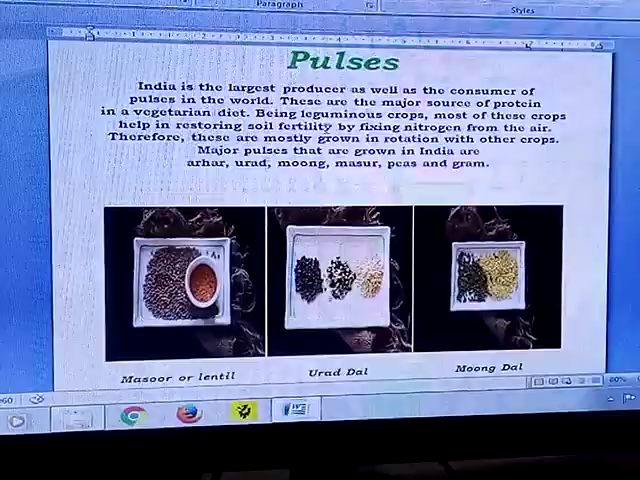 Paragraph
Styles
Pulses
India is the largest producer as well as the consumer of
pulses in the world. These are the major source of protein
in a vegetarian diet. Being leguminous crops, most of these crops
help in restoring soil fertility by fixing nitrogen from the air.
Therefore, these are mostly grown in rotation with other crops.
Major pulses that are grown in India are
arhar, urad, moong, masur, peas and gram.
Masoor or lentil
Urad Dal
Moong Dal
60%